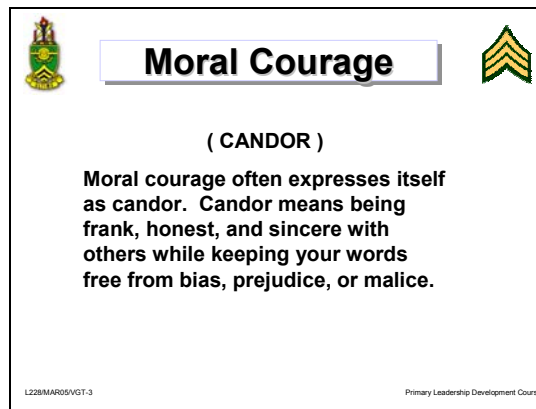 Moral Courage
( CANDOR )
Moral courage often expresses itself
as candor.  Candor means being
frank, honest, and sincere with
others while keeping your words
free from bias, prejudice, or malice.
L228/MAR05/VGT-3
Primary Leadership Development Cours